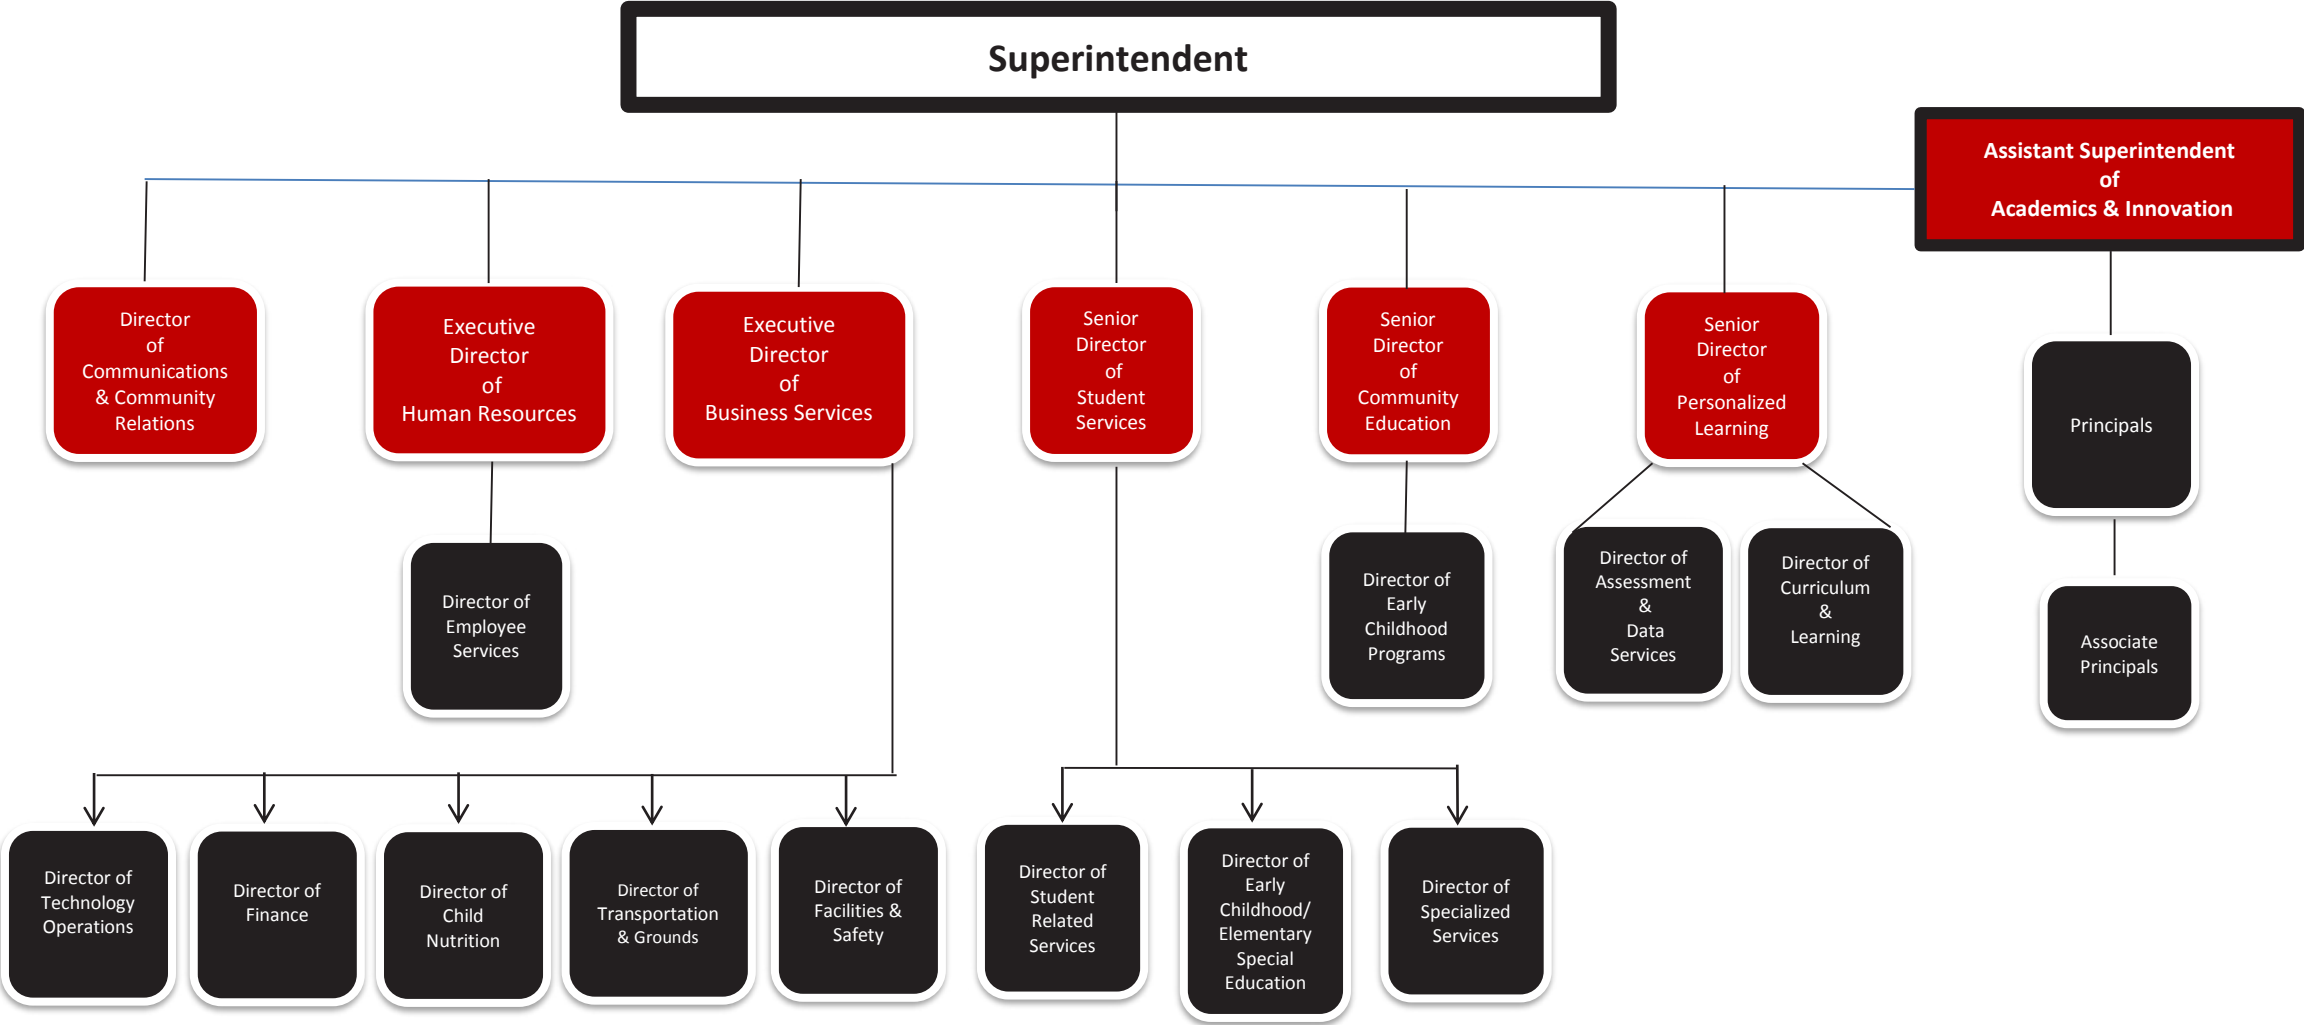 Superintendent
Assistant Superintendent
of
Academics & Innovation
Director
of
Communications
& Community
Relations
Executive
Director
of
Human Resources
Executive
Director
of
Business Services
Senior
Director
of
Student
Services
Senior
Director
of
Community
Education
Senior
Director
of
Personalized
Learning
Principals
Director of
Employee
Services
Director of
Early
Childhood
Programs
Director of
Assessment
&
Data
Services
Director of
Curriculum
&
Learning
Associate
Principals
Director of
Technology
Operations
Director of
Finance
Director of
Child
Nutrition
Director of
Transportation
& Grounds
Director of
Facilities &
Safety
Director of
Student
Related
Services
Director of
Early
Childhood/
Elementary
Special
Education
Director of
Specialized
Services